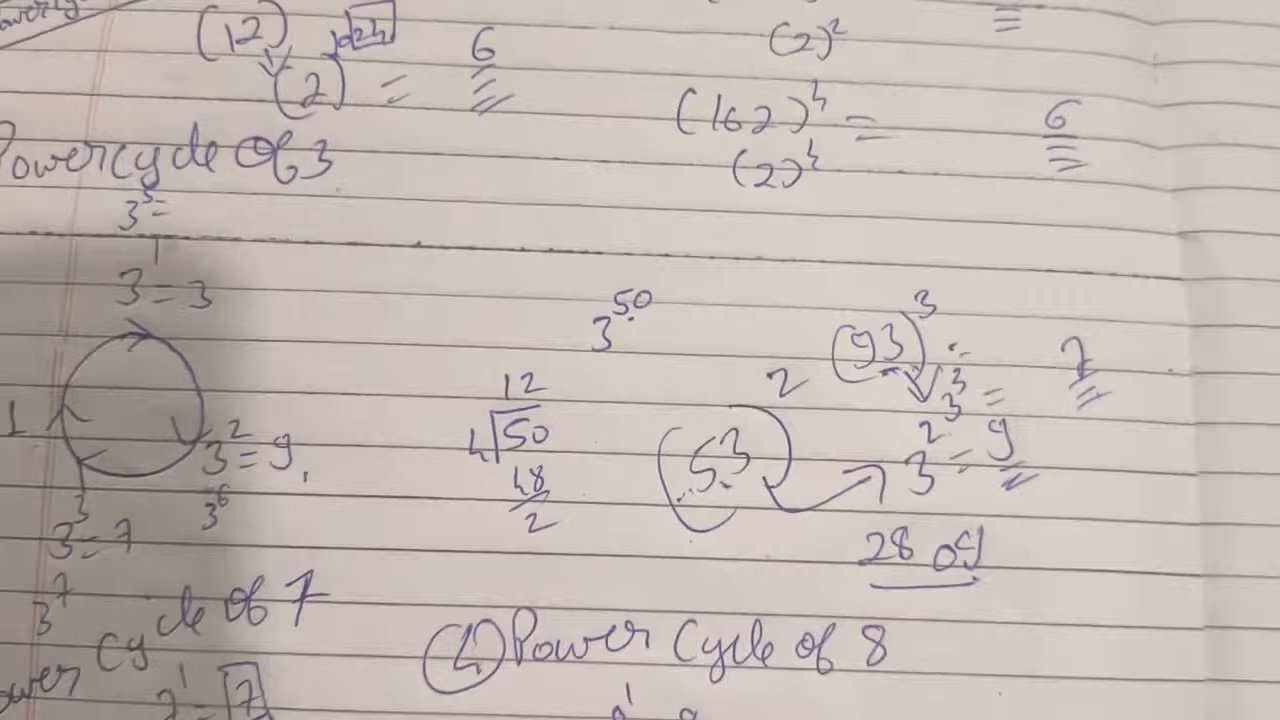 (12)
(2) = 6
(2)²
(162)⁴ = 6
(2)⁴
Power cycle of 3
3⁵ =
3¹ = 3
1
3² = 9
3⁶
3³ = 7
3⁷
3⁵⁰
12
4√50
48
2
(93)³ :
3³ = 7
(53)²
3² = 9
2809
Power cycle of 7
7¹ = 7
(4) Power cycle of 8